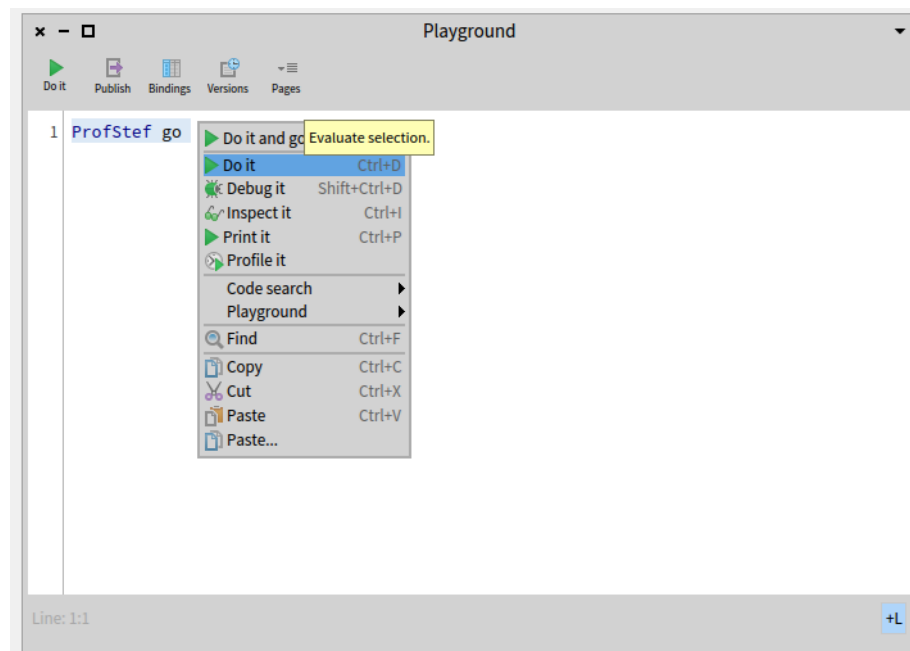 Playground
Do it Publish Bindings Versions Pages
1 ProfStef go
Do it and go
Evaluate selection.
Do it Ctrl+D
Debug it Shift+Ctrl+D
Inspect it Ctrl+I
Print it Ctrl+P
Profile it
Code search
Playground
Find Ctrl+F
Copy Ctrl+C
Cut Ctrl+X
Paste Ctrl+V
Paste...
Line: 1:1
+L